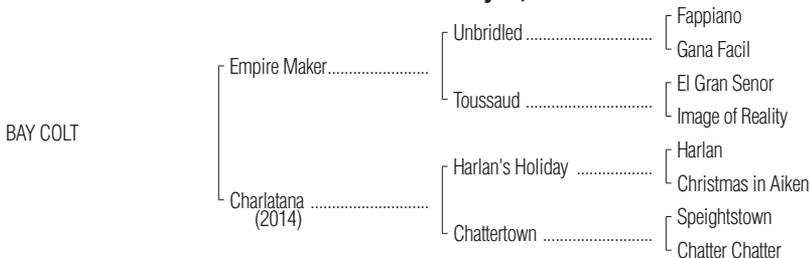 Fappiano
Unbridled ........................
Gana Facil
Empire Maker........................
El Gran Senor
Toussaud ........................
Image of Reality
BAY COLT
Harlan
Harlan's Holiday ..................
Christmas in Aiken
Charlatana ............................
(2014)
Speightstown
Chattertown ....................
Chatter Chatter